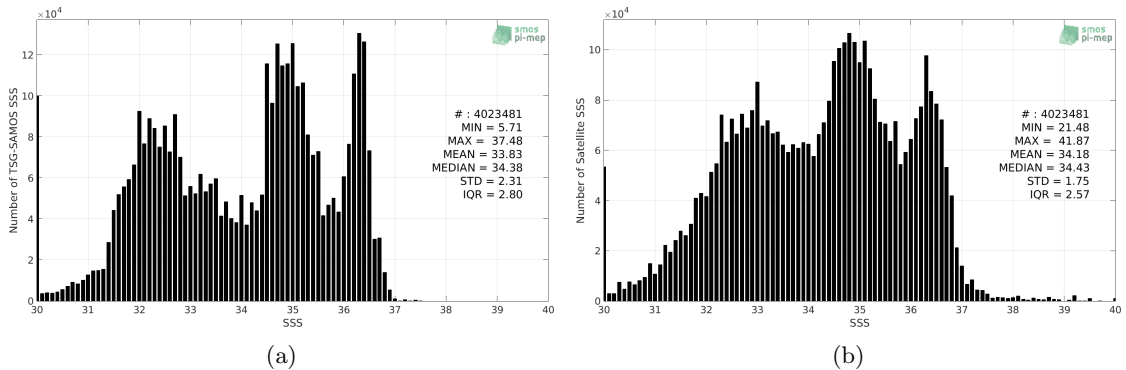 ×10⁴
smos
pi-mep
Number of TSG-SAMOS SSS
12
10
8
6
4
2
0
# : 4023481
MIN = 5.71
MAX = 37.48
MEAN = 33.83
MEDIAN = 34.38
STD = 2.31
IQR = 2.80
30 31 32 33 34 35 36 37 38 39 40
SSS
(a)
×10⁴
smos
pi-mep
Number of Satellite SSS
10
8
6
4
2
0
# : 4023481
MIN = 21.48
MAX = 41.87
MEAN = 34.18
MEDIAN = 34.43
STD = 1.75
IQR = 2.57
30 31 32 33 34 35 36 37 38 39 40
SSS
(b)